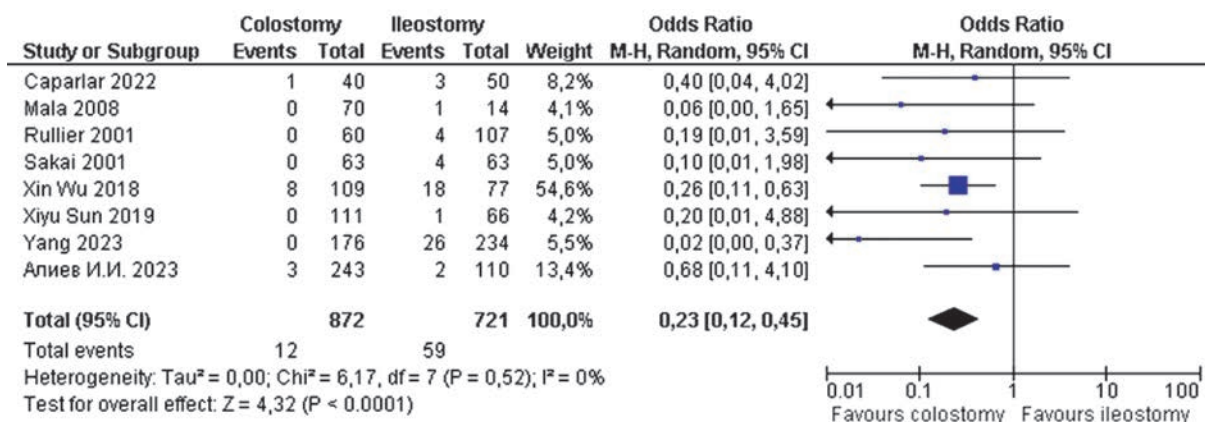 Colostomy Ileostomy Odds Ratio Odds Ratio
Study or Subgroup Events Total Events Total Weight M-H, Random, 95% CI M-H, Random, 95% CI
Caparlar 2022 1 40 3 50 8,2% 0,40 [0,04, 4,02]
Mala 2008 0 70 1 14 4,1% 0,06 [0,00, 1,65]
Rullier 2001 0 60 4 107 5,0% 0,19 [0,01, 3,59]
Sakai 2001 0 63 4 63 5,0% 0,10 [0,01, 1,98]
Xin Wu 2018 8 109 18 77 54,6% 0,26 [0,11, 0,63]
Xiyu Sun 2019 0 111 1 66 4,2% 0,20 [0,01, 4,88]
Yang 2023 0 176 26 234 5,5% 0,02 [0,00, 0,37]
Алиев И.И. 2023 3 243 2 110 13,4% 0,68 [0,11, 4,10]
Total (95% CI) 872 721 100,0% 0,23 [0,12, 0,45]
Total events 12 59
Heterogeneity: Tau² = 0,00; Chi² = 6,17, df = 7 (P = 0,52); I² = 0%
Test for overall effect: Z = 4,32 (P < 0.0001)
0.01 0.1 1 10 100
Favours colostomy Favours ileostomy